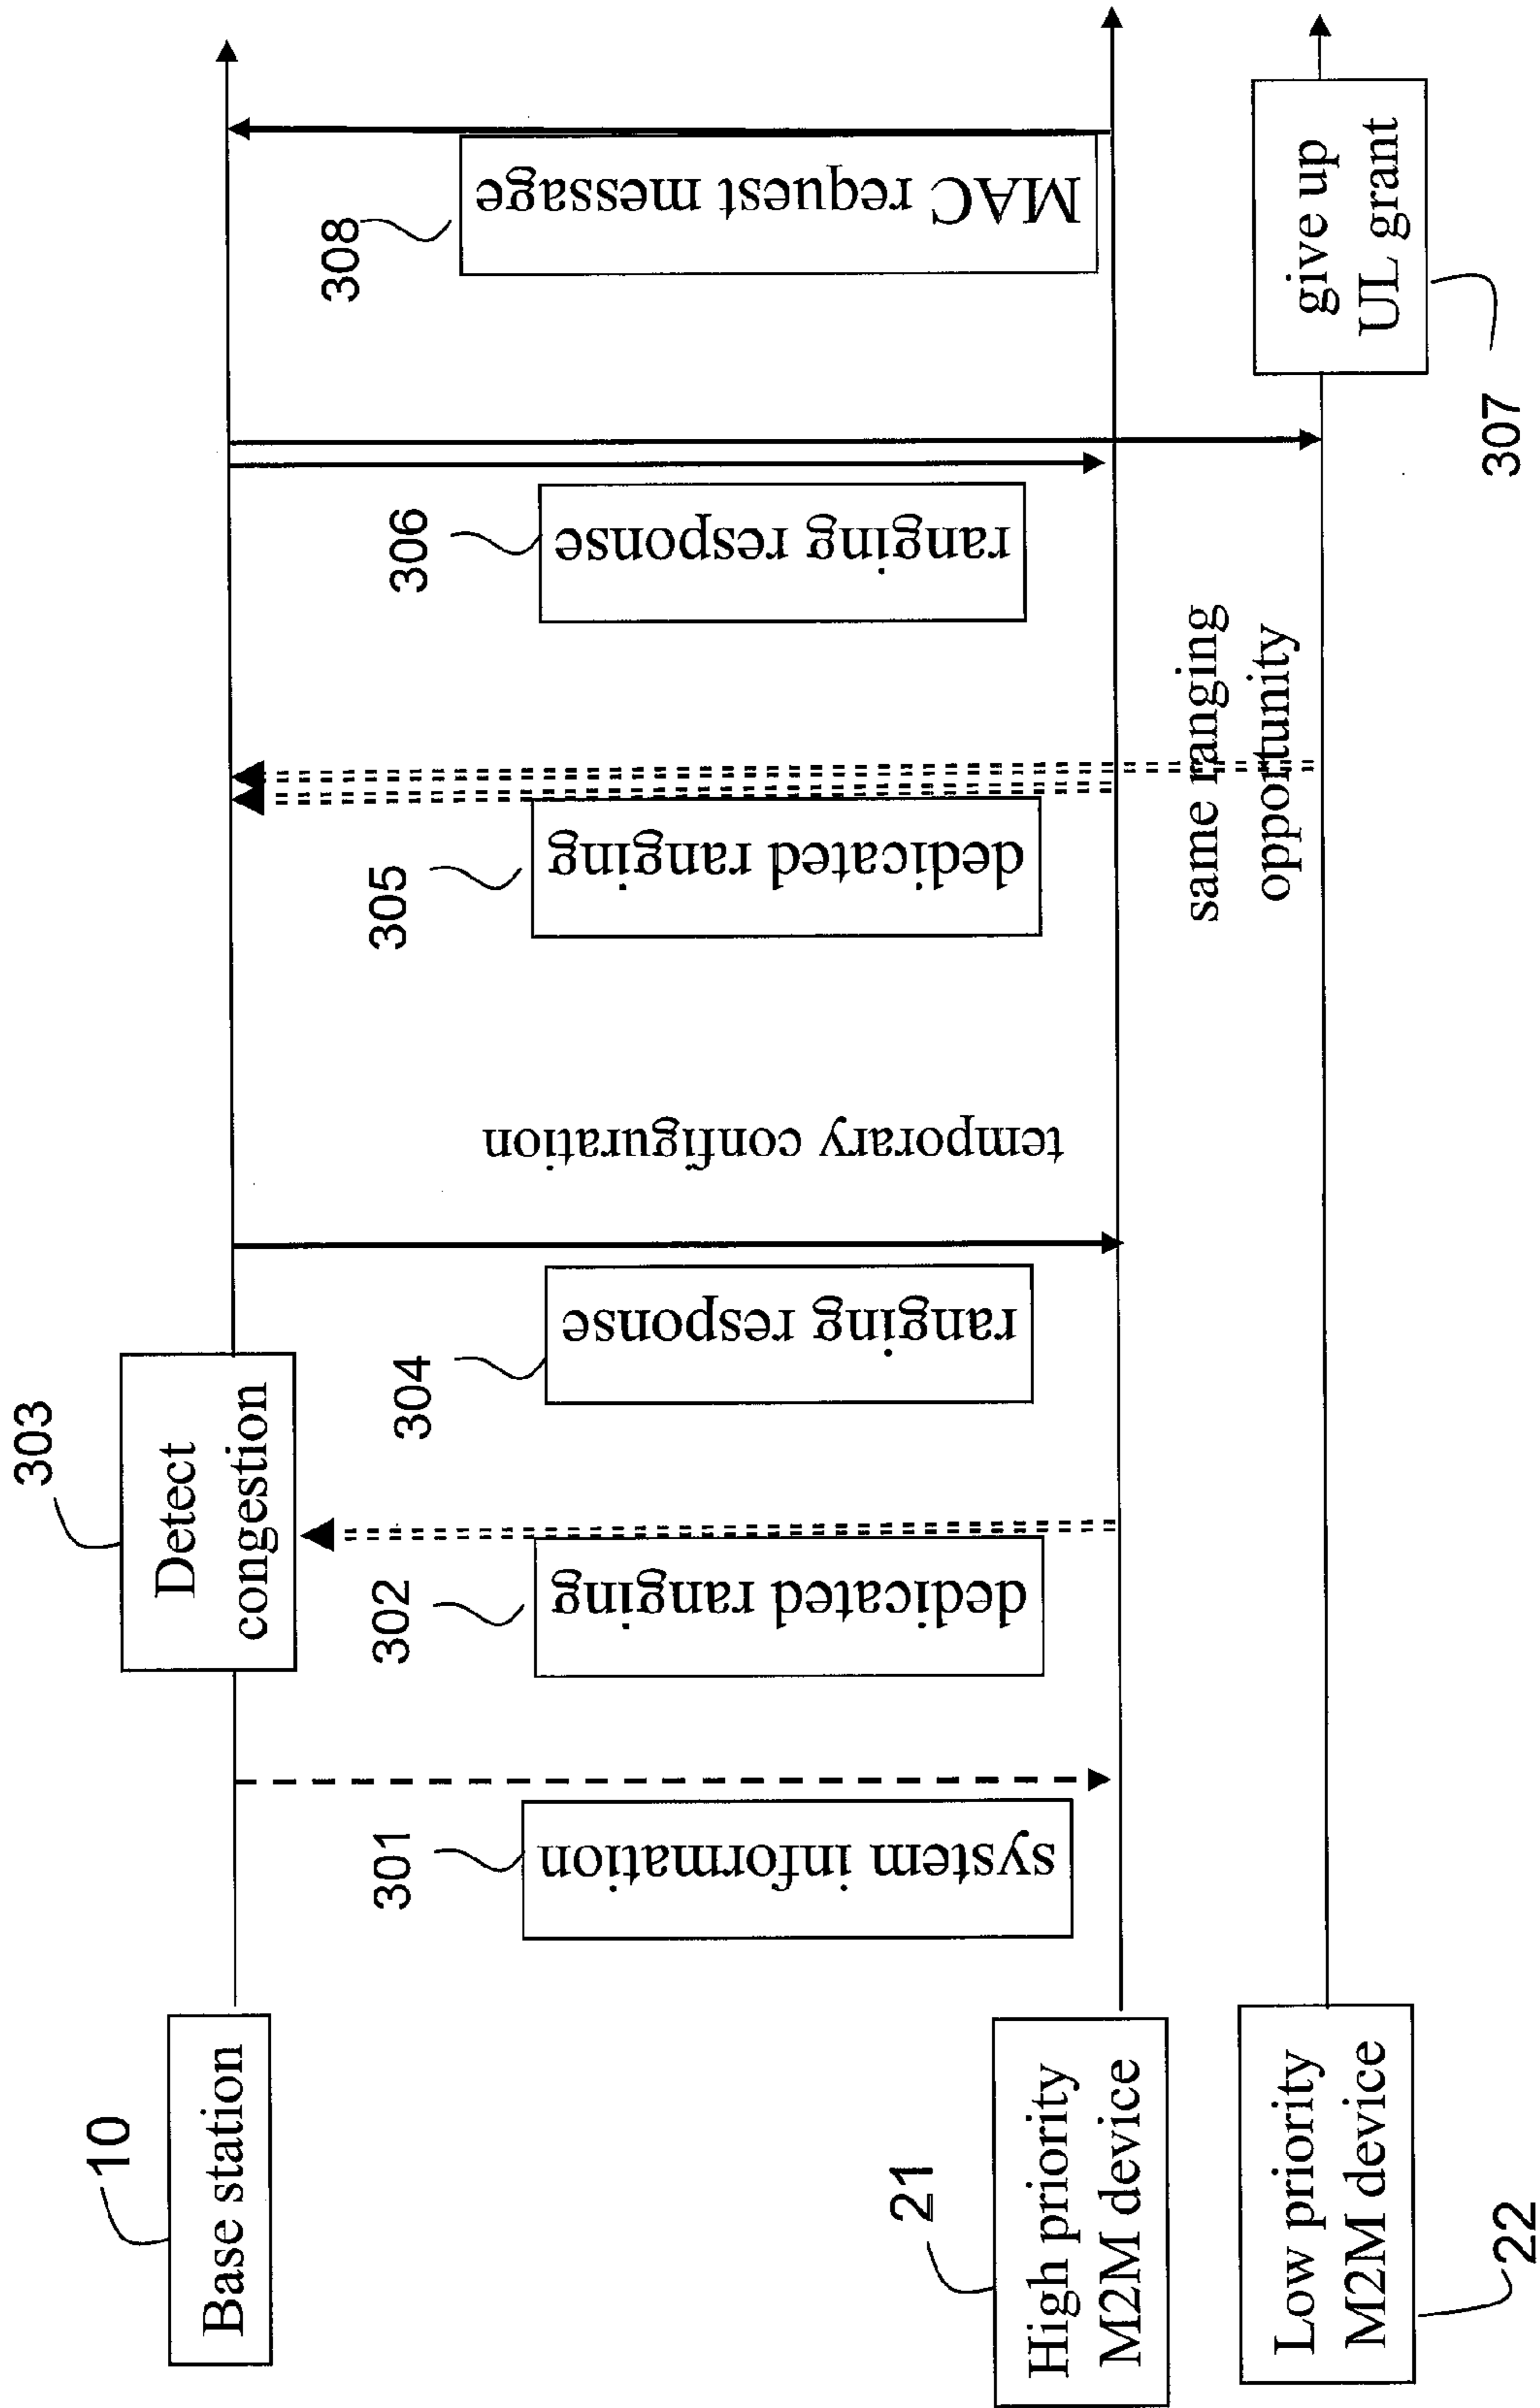 10
Base station
21
High priority
M2M device
22
Low priority
M2M device
301
system information
302
dedicated ranging
303
Detect
congestion
304
ranging response
temporary configuration
305
dedicated ranging
same ranging
opportunity
306
ranging response
307
give up
UL grant
308
MAC request message